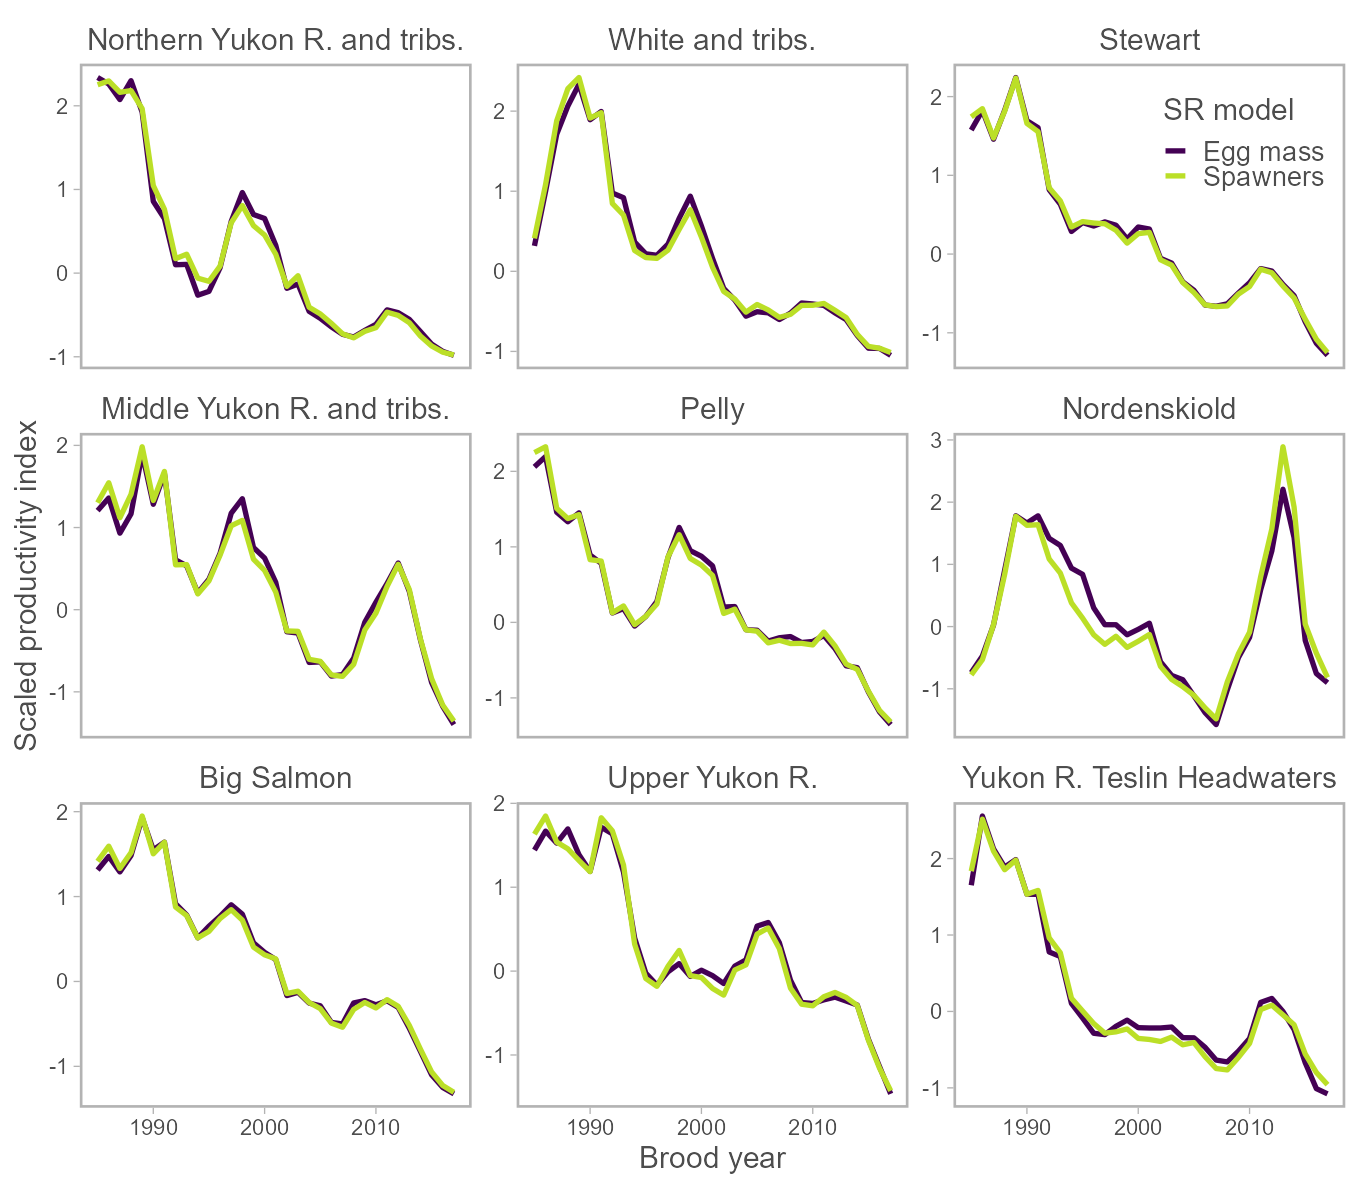 Northern Yukon R. and tribs.
White and tribs.
Stewart
2
1
0
-1
2
1
0
-1
2
1
0
-1
SR model
Egg mass
Spawners
Scaled productivity index
Middle Yukon R. and tribs.
Pelly
Nordenskiold
2
1
0
-1
2
1
0
-1
3
2
1
0
-1
Big Salmon
Upper Yukon R.
Yukon R. Teslin Headwaters
2
1
0
-1
2
1
0
-1
2
1
0
-1
1990 2000 2010
1990 2000 2010
1990 2000 2010
Brood year